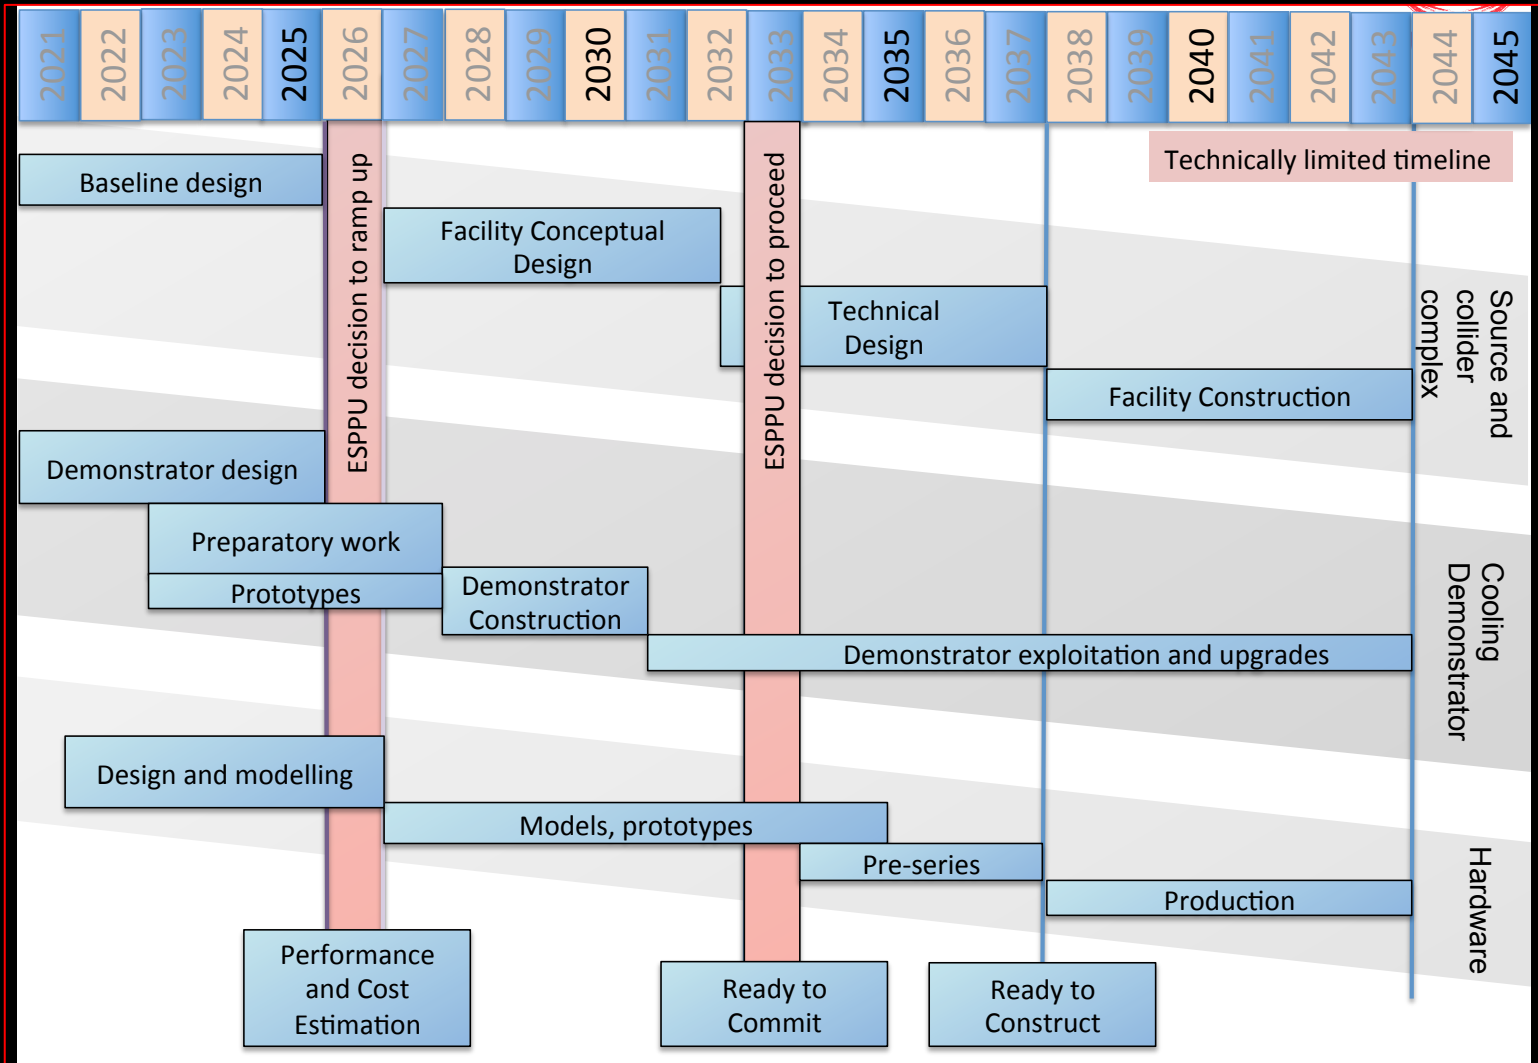 2021
2022
2023
2024
2025
2026
2027
2028
2029
2030
2031
2032
2033
2034
2035
2036
2037
2038
2039
2040
2041
2042
2043
2044
2045
Technically limited timeline
Baseline design
ESPPU decision to ramp up
Facility Conceptual
Design
ESPPU decision to proceed
Technical
Design
Facility Construction
Source and
collider
complex
Demonstrator design
Preparatory work
Prototypes
Demonstrator
Construction
Demonstrator exploitation and upgrades
Cooling
Demonstrator
Design and modelling
Models, prototypes
Pre-series
Production
Hardware
Performance
and Cost
Estimation
Ready to
Commit
Ready to
Construct